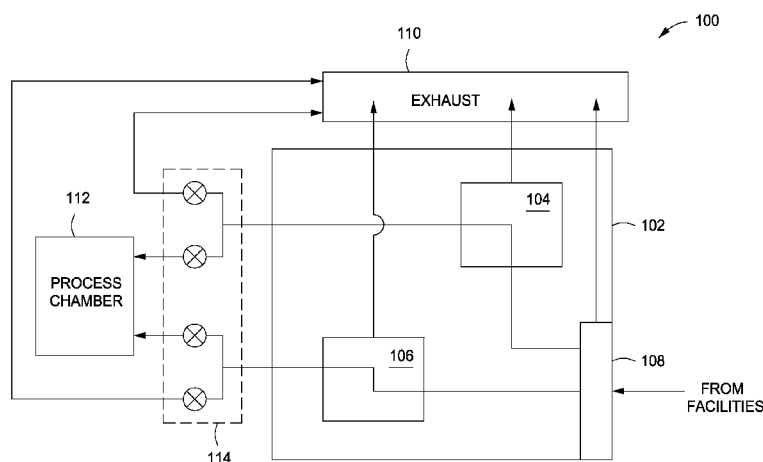 100
110
EXHAUST
112
104
102
PROCESS
CHAMBER
106
108
FROM
FACILITIES
114